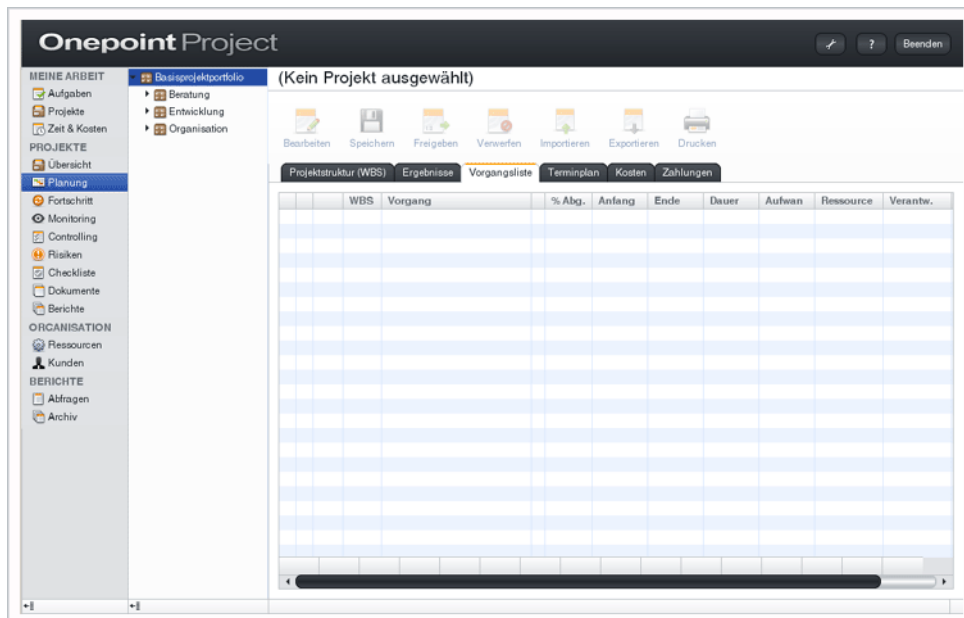 Onepoint Project
? Beenden
MEINE ARBEIT
Aufgaben
Projekte
Zeit & Kosten
PROJEKTE
Übersicht
Planung
Fortschritt
Monitoring
Controlling
Risiken
Checkliste
Dokumente
Berichte
ORGANISATION
Ressourcen
Kunden
BERICHTE
Abfragen
Archiv
Basisprojektportfolio
Beratung
Entwicklung
Organisation
(Kein Projekt ausgewählt)
Bearbeiten Speichern Freigeben Verwerfen Importieren Exportieren Drucken
Projektstruktur (WBS) Ergebnisse Vorgangsliste Terminplan Kosten Zahlungen
WBS Vorgang % Abg. Anfang Ende Dauer Aufwan Ressource Verantw.